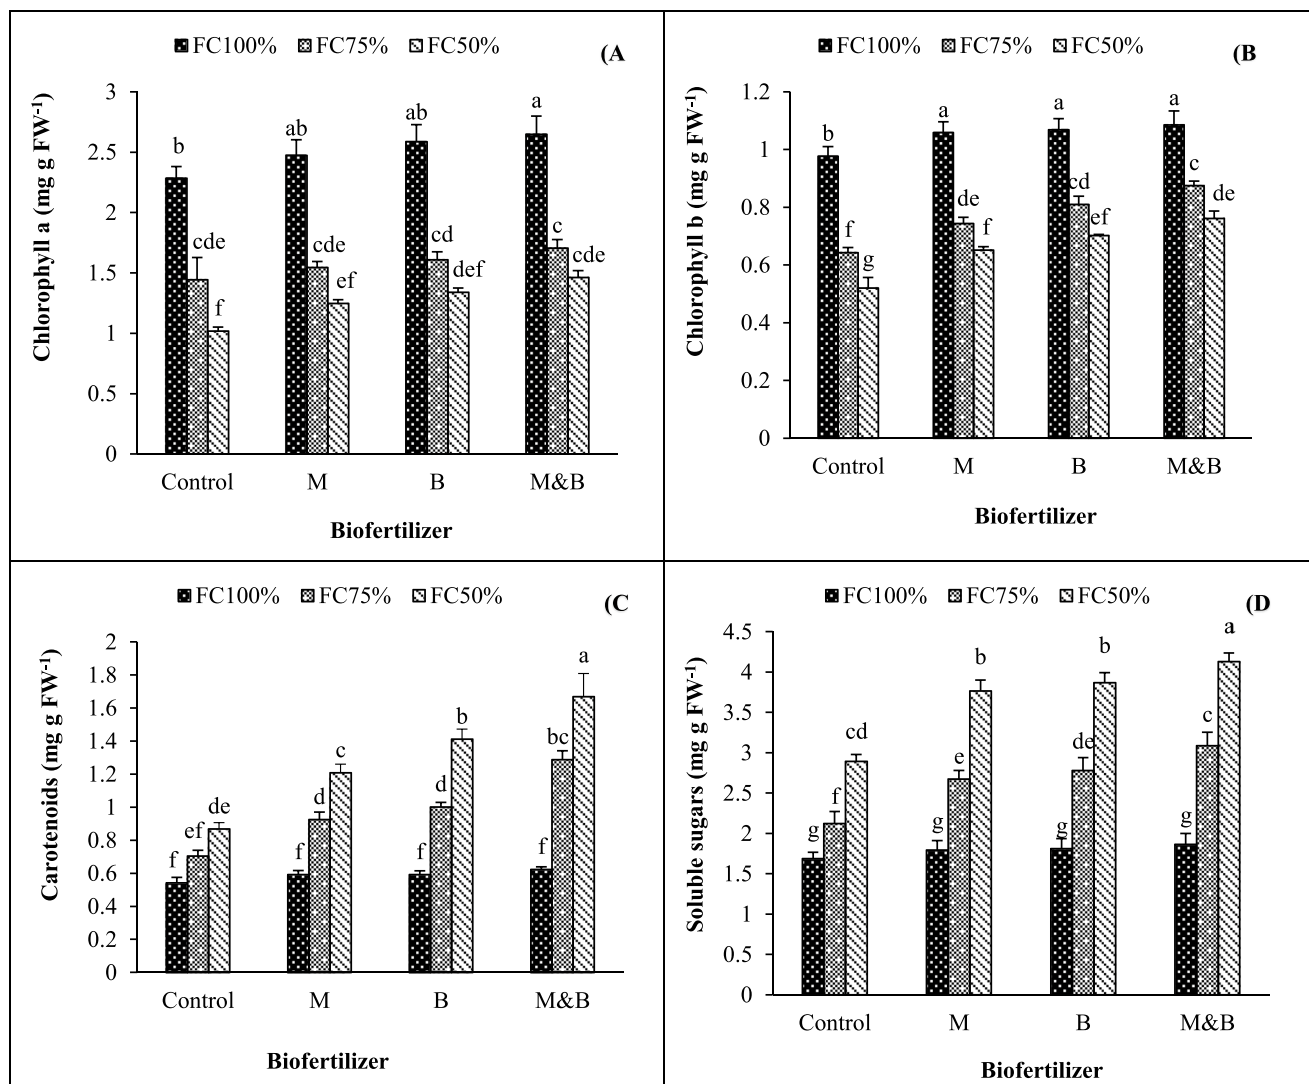 FC100% FC75% FC50% (A
Chlorophyll a (mg g FW-1)
3
2.5
2
1.5
1
0.5
0
b cde f
ab cde ef
ab cd def
a c cde
Control M B M&B
Biofertilizer
FC100% FC75% FC50% (B
Chlorophyll b (mg g FW-1)
1.2
1
0.8
0.6
0.4
0.2
0
b f g
a de f
a cd ef
a c de
Control M B M&B
Biofertilizer
FC100% FC75% FC50% (C
Carotenoids (mg g FW-1)
2
1.8
1.6
1.4
1.2
1
0.8
0.6
0.4
0.2
0
f ef de
f d c
f d b
f bc a
Control M B M&B
Biofertilizer
FC100% FC75% FC50% (D
Soluble sugars (mg g FW-1)
4.5
4
3.5
3
2.5
2
1.5
1
0.5
0
g f cd
g e b
g de b
g c a
Control M B M&B
Biofertilizer